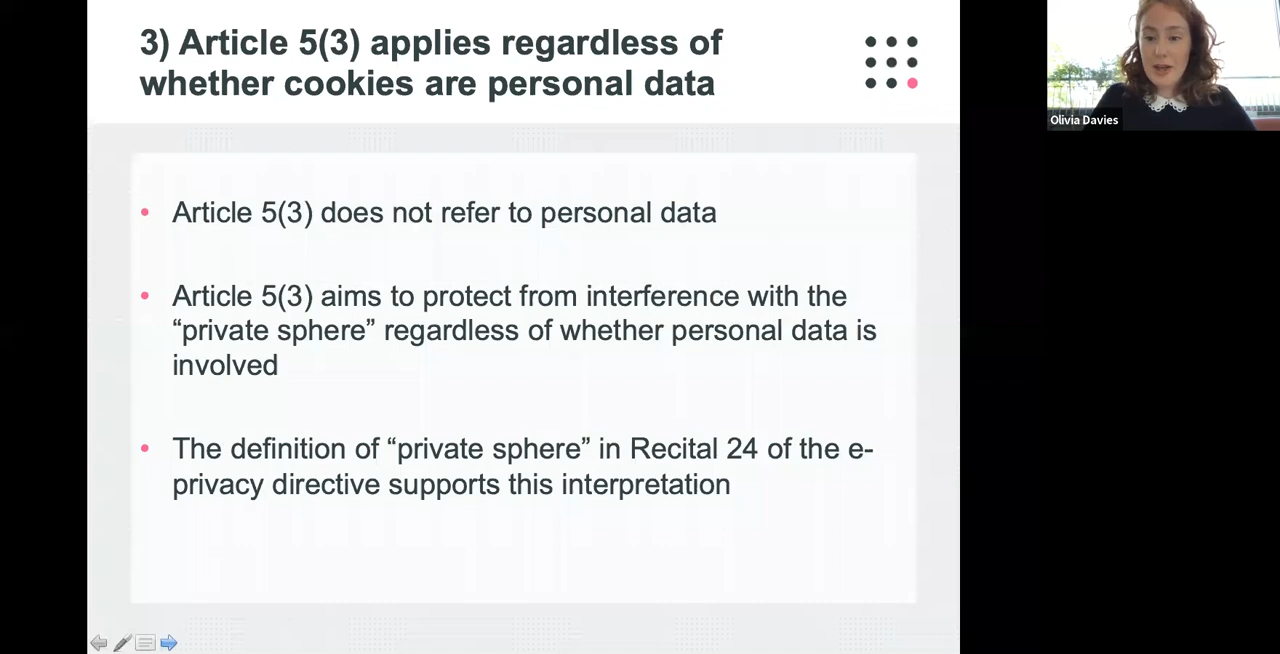 3) Article 5(3) applies regardless of
whether cookies are personal data
Olivia Davies
• Article 5(3) does not refer to personal data
• Article 5(3) aims to protect from interference with the
“private sphere” regardless of whether personal data is
involved
• The definition of “private sphere” in Recital 24 of the e-
privacy directive supports this interpretation